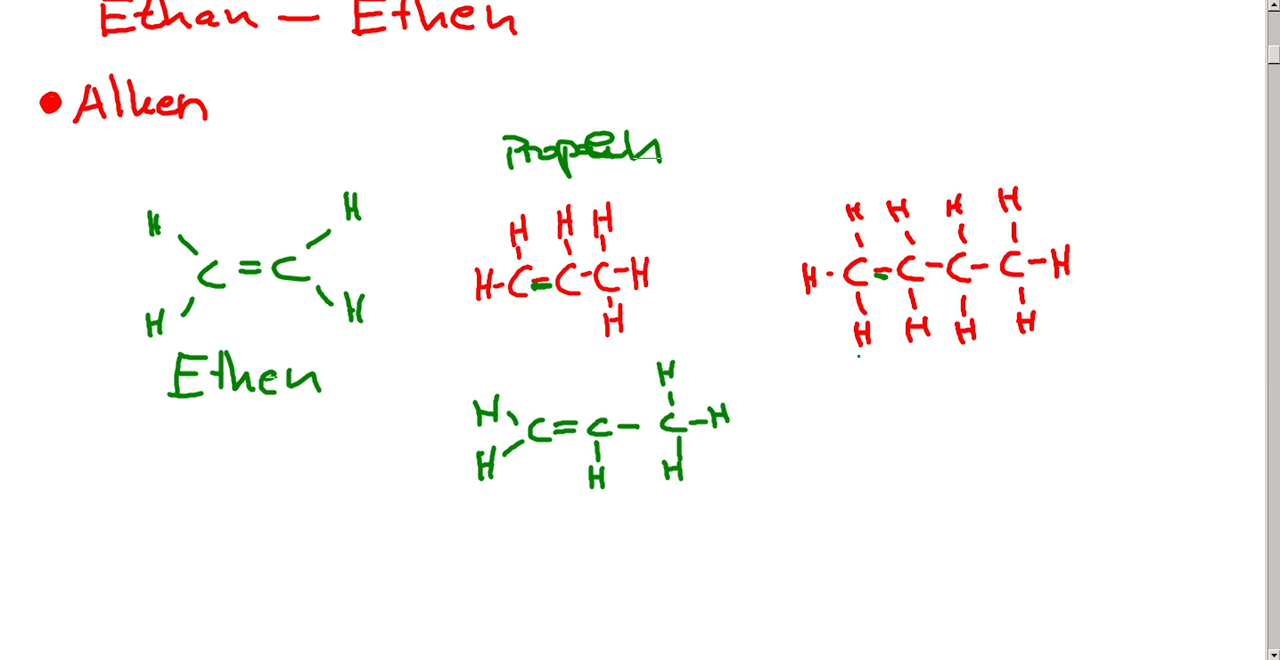 Ethan — Ethen
• Alken
Propen
H H
C = C
H H
Ethen
H H H
H-C=C-C-H
H
H H H H
H-C=C-C-C-H
H H H H
H
H C=C-C-H
H H H